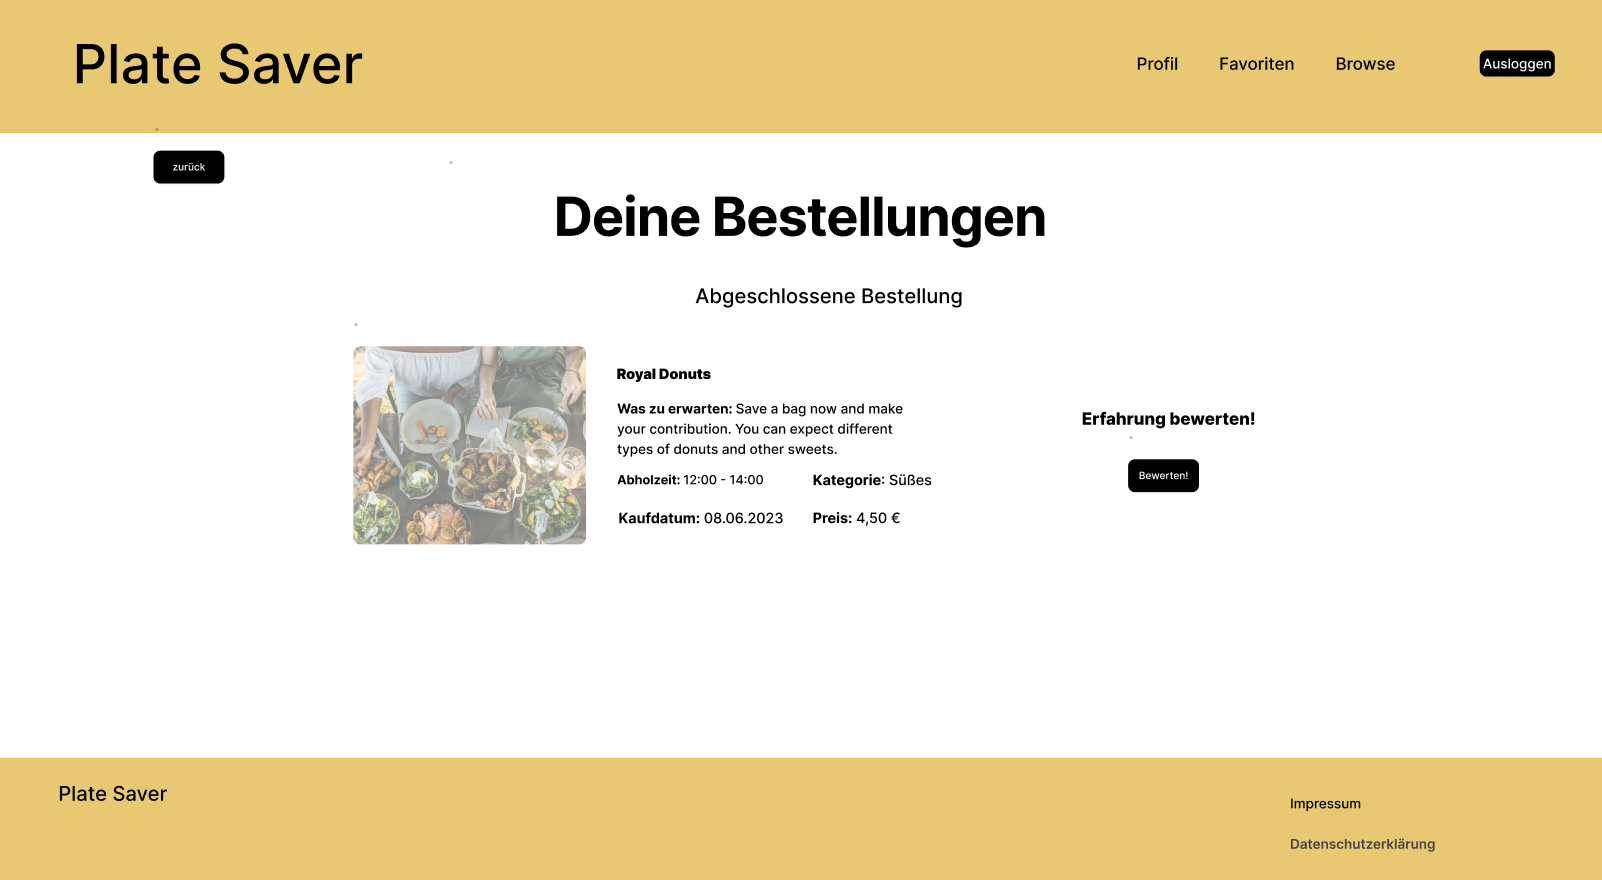 Plate Saver
Profil Favoriten Browse Ausloggen
zurück
Deine Bestellungen
Abgeschlossene Bestellung
Royal Donuts
Was zu erwarten: Save a bag now and make
your contribution. You can expect different
types of donuts and other sweets.
Abholzeit: 12:00 - 14:00 Kategorie: Süßes
Kaufdatum: 08.06.2023 Preis: 4,50 €
Erfahrung bewerten!
Bewerten!
Plate Saver
Impressum
Datenschutzerklärung